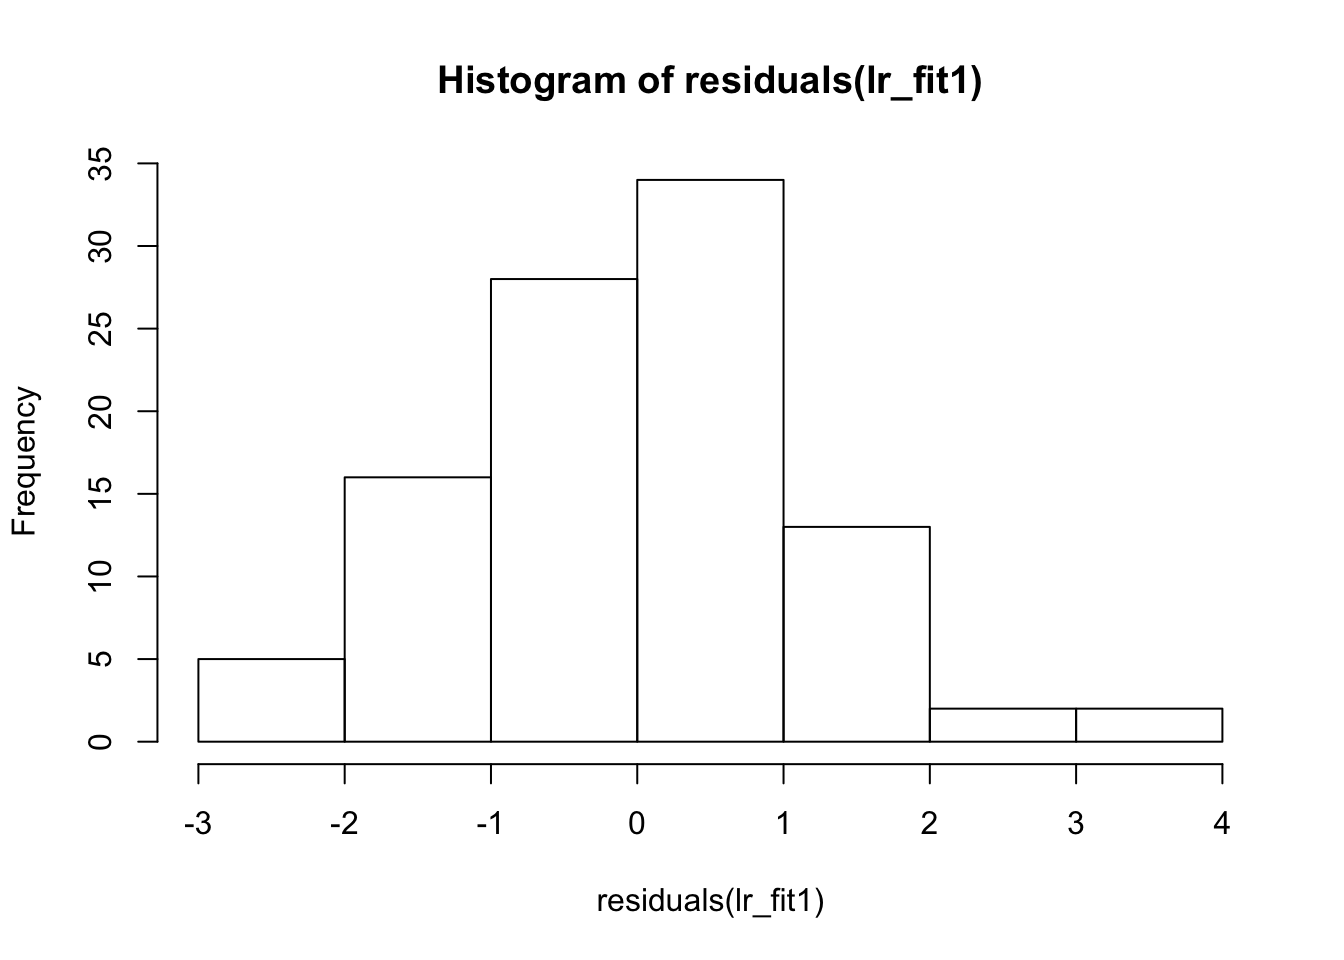 Histogram of residuals(lr_fit1)
Frequency
35
30
25
20
15
10
5
0
-3 -2 -1 0 1 2 3 4
residuals(lr_fit1)